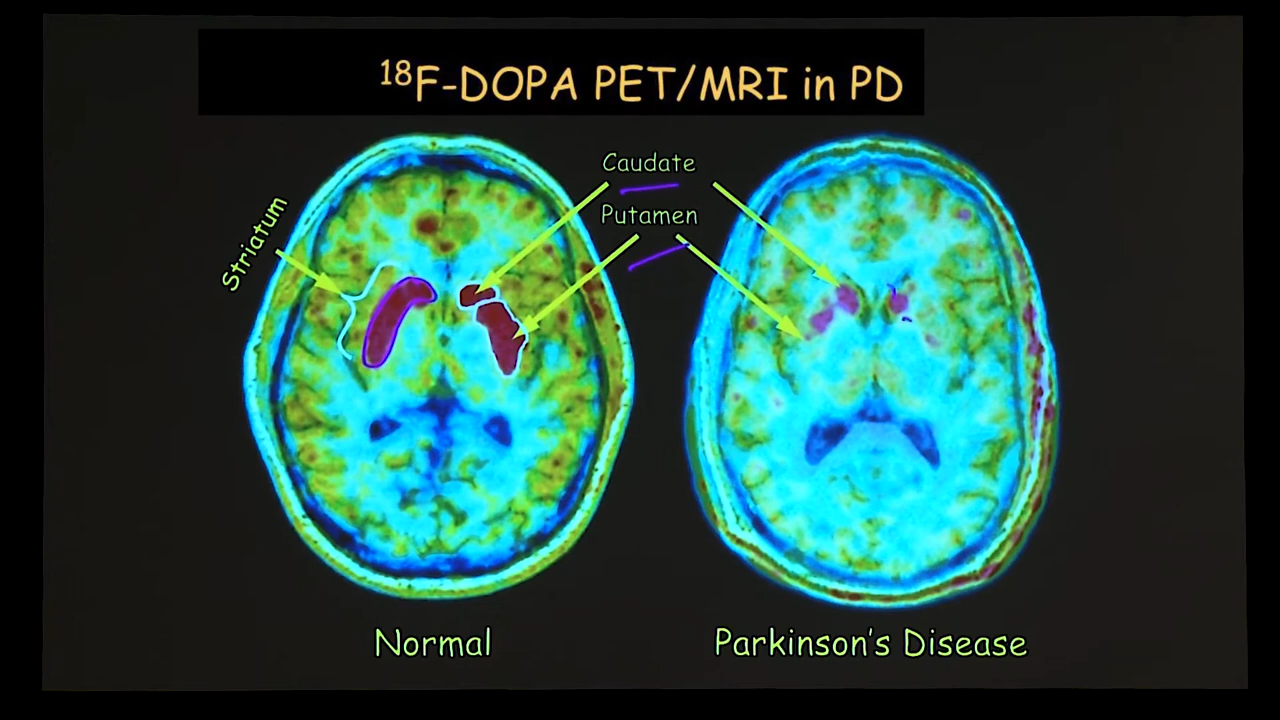 ¹⁸F-DOPA PET/MRI in PD
Caudate
Putamen
Striatum
Normal
Parkinson's Disease